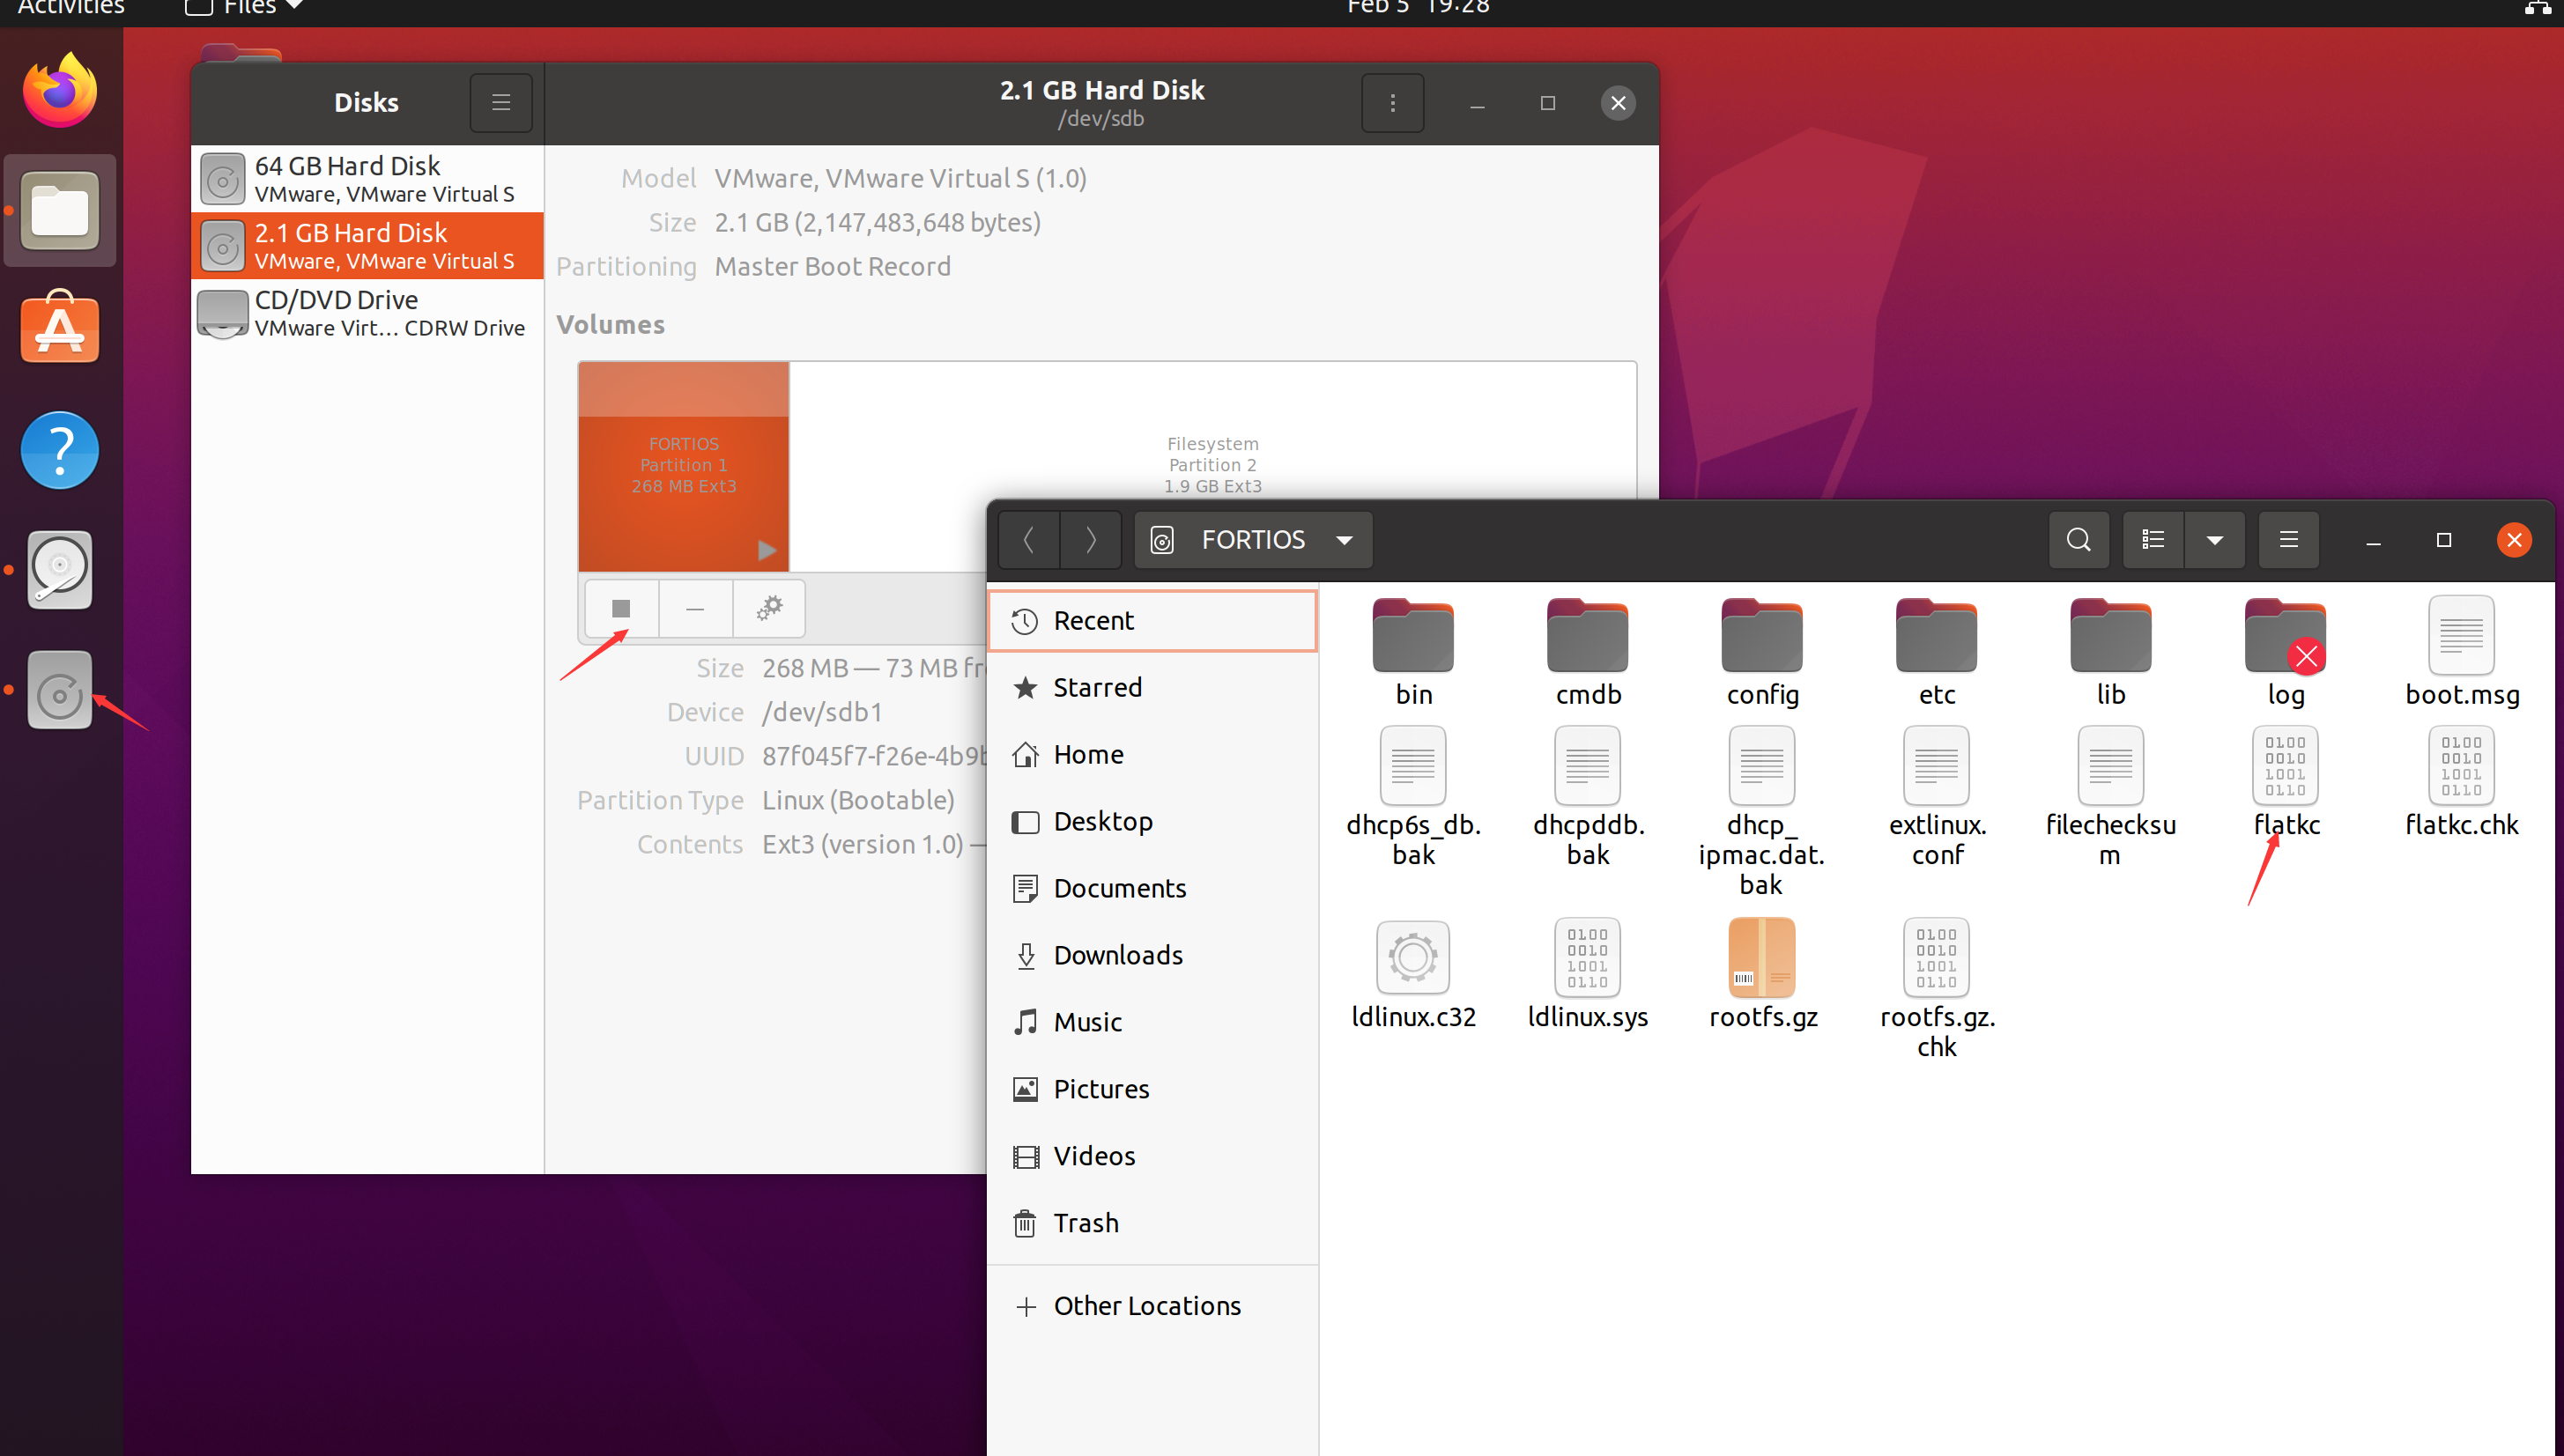 Activities
Files
Feb 5 19:28
Disks
2.1 GB Hard Disk
/dev/sdb
64 GB Hard Disk
VMware, VMware Virtual S
2.1 GB Hard Disk
VMware, VMware Virtual S
CD/DVD Drive
VMware Virt… CDRW Drive
Model VMware, VMware Virtual S (1.0)
Size 2.1 GB (2,147,483,648 bytes)
Partitioning Master Boot Record
Volumes
FORTIOS
Partition 1
268 MB Ext3
Filesystem
Partition 2
1.9 GB Ext3
Size 268 MB — 73 MB fr
Device /dev/sdb1
UUID 87f045f7-f26e-4b9b
Partition Type Linux (Bootable)
Contents Ext3 (version 1.0) —
FORTIOS
Recent
Starred
Home
Desktop
Documents
Downloads
Music
Pictures
Videos
Trash
Other Locations
bin
cmdb
config
etc
lib
log
boot.msg
dhcp6s_db.
bak
dhcpddb.
bak
dhcp_
ipmac.dat.
bak
extlinux.
conf
filechecksu
m
flatkc
flatkc.chk
ldlinux.c32
ldlinux.sys
rootfs.gz
rootfs.gz.
chk